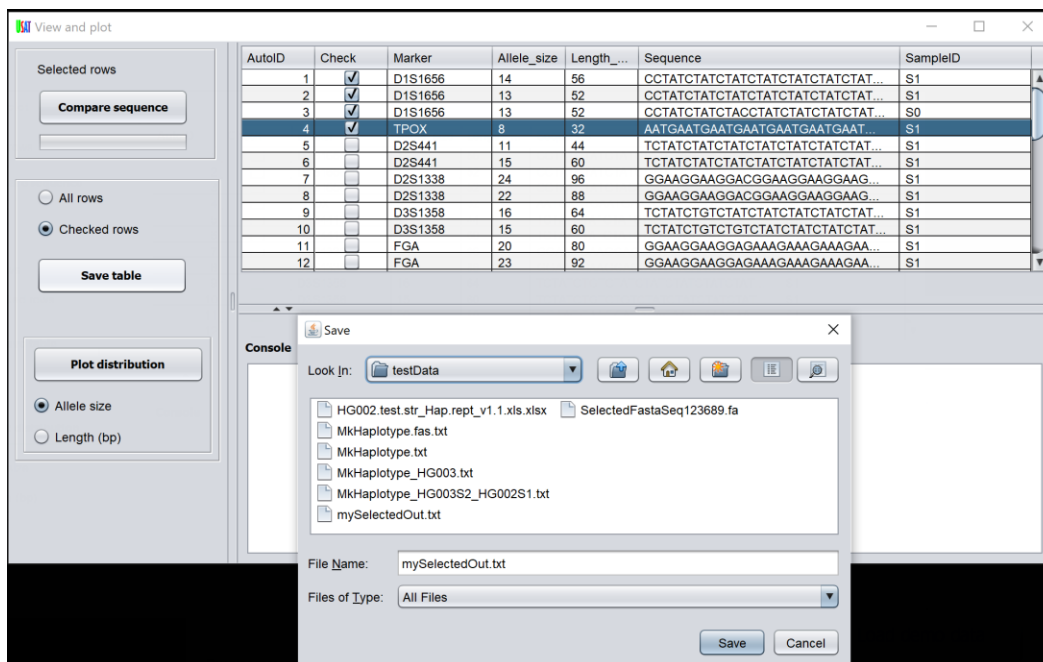 USAT View and plot
Selected rows
Compare sequence
All rows
Checked rows
Save table
Plot distribution
Allele size
Length (bp)
AutoID Check Marker Allele_size Length_... Sequence SampleID
1 D1S1656 14 56 CCTATCTATCTATCTATCTATCTATCTAT... S1
2 D1S1656 13 52 CCTATCTATCTATCTATCTATCTATCTAT... S1
3 D1S1656 13 52 CCTATCTATCTACCTATCTATCTATCTAT... S0
4 TPOX 8 32 AATGAATGAATGAATGAATGAATGAAT... S1
5 D2S441 11 44 TCTATCTATCTATCTATCTATCTATCTAT... S1
6 D2S441 15 60 TCTATCTATCTATCTATCTATCTATCTAT... S1
7 D2S1338 24 96 GGAAGGAAGGACGGAAGGAAGGAAG... S1
8 D2S1338 22 88 GGAAGGAAGGACGGAAGGAAGGAAG... S1
9 D3S1358 16 64 TCTATCTGTCTATCTATCTATCTATCTAT... S1
10 D3S1358 15 60 TCTATCTGTCTGTCTATCTATCTATCTAT... S1
11 FGA 20 80 GGAAGGAAGGAGAAAGAAAGAAAGAA... S1
12 FGA 23 92 GGAAGGAAGGAGAAAGAAAGAAAGAA... S1
Console
Save
Look In: testData
HG002.test.str_Hap.rept_v1.1.xls.xlsx SelectedFastaSeq123689.fa
MkHaplotype.fas.txt
MkHaplotype.txt
MkHaplotype_HG003.txt
MkHaplotype_HG003S2_HG002S1.txt
mySelectedOut.txt
File Name: mySelectedOut.txt
Files of Type: All Files
Save Cancel